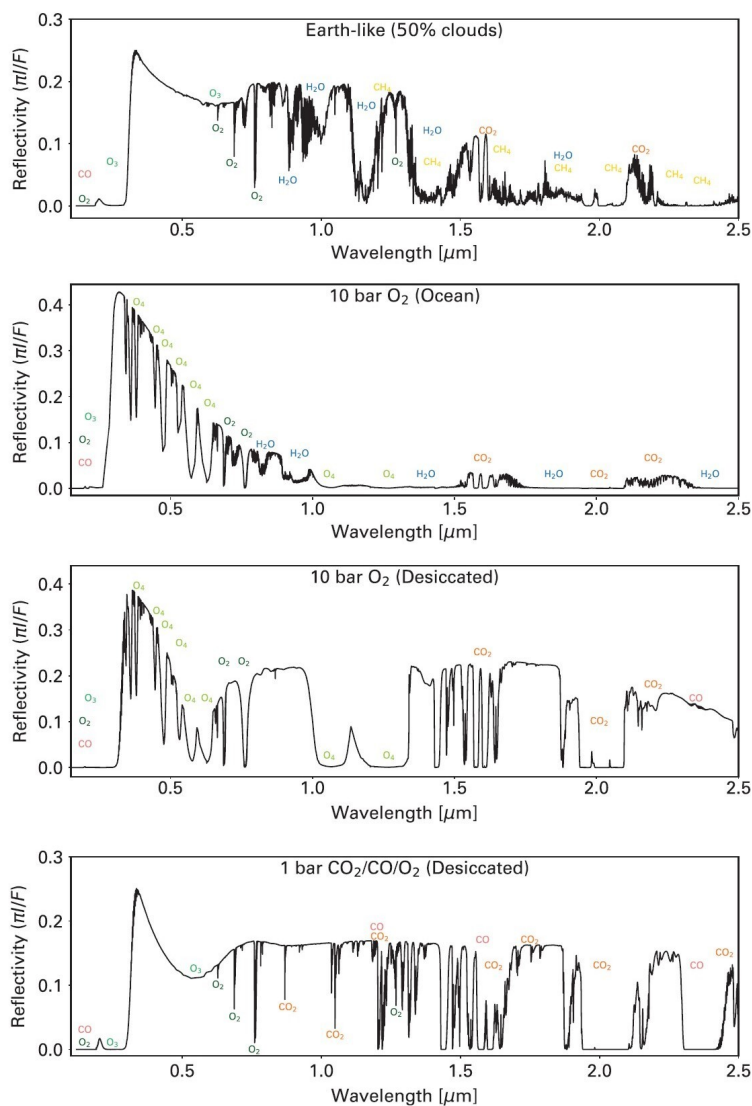 Earth-like (50% clouds)
Reflectivity (πI/F)
0.3
0.2
0.1
0.0
O₃ H₂O CH₄
H₂O
O₂ H₂O CO₂
O₃ O₂ O₂ CH₄ CH₄ H₂O CO₂
CO H₂O CH₄ CH₄ CH₄
O₂ O₂ CH₄
0.5 1.0 1.5 2.0 2.5
Wavelength [μm]
10 bar O₂ (Ocean)
Reflectivity (πI/F)
0.4
0.3
0.2
0.1
0.0
O₄
O₄
O₄
O₄
O₄
O₄
O₃ O₂
O₂ O₂ H₂O
CO H₂O CO₂ CO₂
O₄ O₄ H₂O H₂O CO₂ H₂O
0.5 1.0 1.5 2.0 2.5
Wavelength [μm]
10 bar O₂ (Desiccated)
Reflectivity (πI/F)
0.4
0.3
0.2
0.1
0.0
O₄
O₄
O₄
O₄
O₂ O₂ CO₂
O₃ O₄ O₄ CO₂ CO
O₂ CO₂
CO
O₄ O₄
0.5 1.0 1.5 2.0 2.5
Wavelength [μm]
1 bar CO₂/CO/O₂ (Desiccated)
Reflectivity (πI/F)
0.3
0.2
0.1
0.0
CO
CO₂ CO CO₂
O₃ CO₂ CO₂ CO CO₂
O₂
O₂ CO₂ O₂
CO CO₂
O₂ O₃ O₂
0.5 1.0 1.5 2.0 2.5
Wavelength [μm]